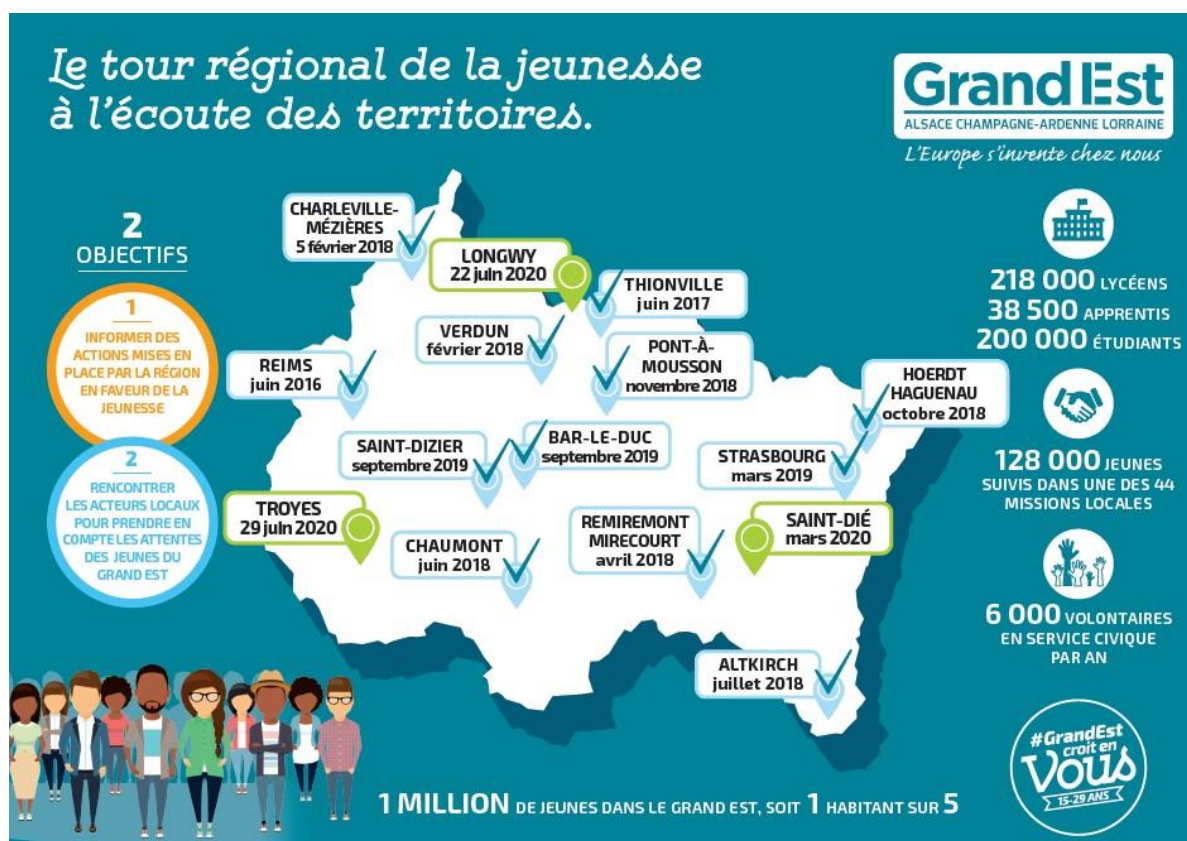 Le tour régional de la jeunesse
à l'écoute des territoires.
Grand Est
ALSACE CHAMPAGNE-ARDENNE LORRAINE
L'Europe s'invente chez nous
2
OBJECTIFS
1
INFORMER DES
ACTIONS MISES EN
PLACE PAR LA RÉGION
EN FAVEUR DE LA
JEUNESSE
2
RENCONTRER
LES ACTEURS LOCAUX
POUR PRENDRE EN
COMPTE LES ATTENTES
DES JEUNES DU
GRAND EST
CHARLEVILLE-
MÉZIÈRES
5 février 2018
LONGWY
22 juin 2020
THIONVILLE
juin 2017
VERDUN
février 2018
PONT-À-
MOUSSON
novembre 2018
REIMS
juin 2016
HOERDT
HAGUENAU
octobre 2018
SAINT-DIZIER
septembre 2019
BAR-LE-DUC
septembre 2019
STRASBOURG
mars 2019
TROYES
29 juin 2020
CHAUMONT
juin 2018
REMIREMONT
MIRECOURT
avril 2018
SAINT-DIÉ
mars 2020
ALTKIRCH
juillet 2018
218 000 LYCÉENS
38 500 APPRENTIS
200 000 ÉTUDIANTS
128 000 JEUNES
SUIVIS DANS UNE DES 44
MISSIONS LOCALES
6 000 VOLONTAIRES
EN SERVICE CIVIQUE
PAR AN
1 MILLION DE JEUNES DANS LE GRAND EST, SOIT 1 HABITANT SUR 5
#GrandEst
croit en
Vous
15-29 ANS